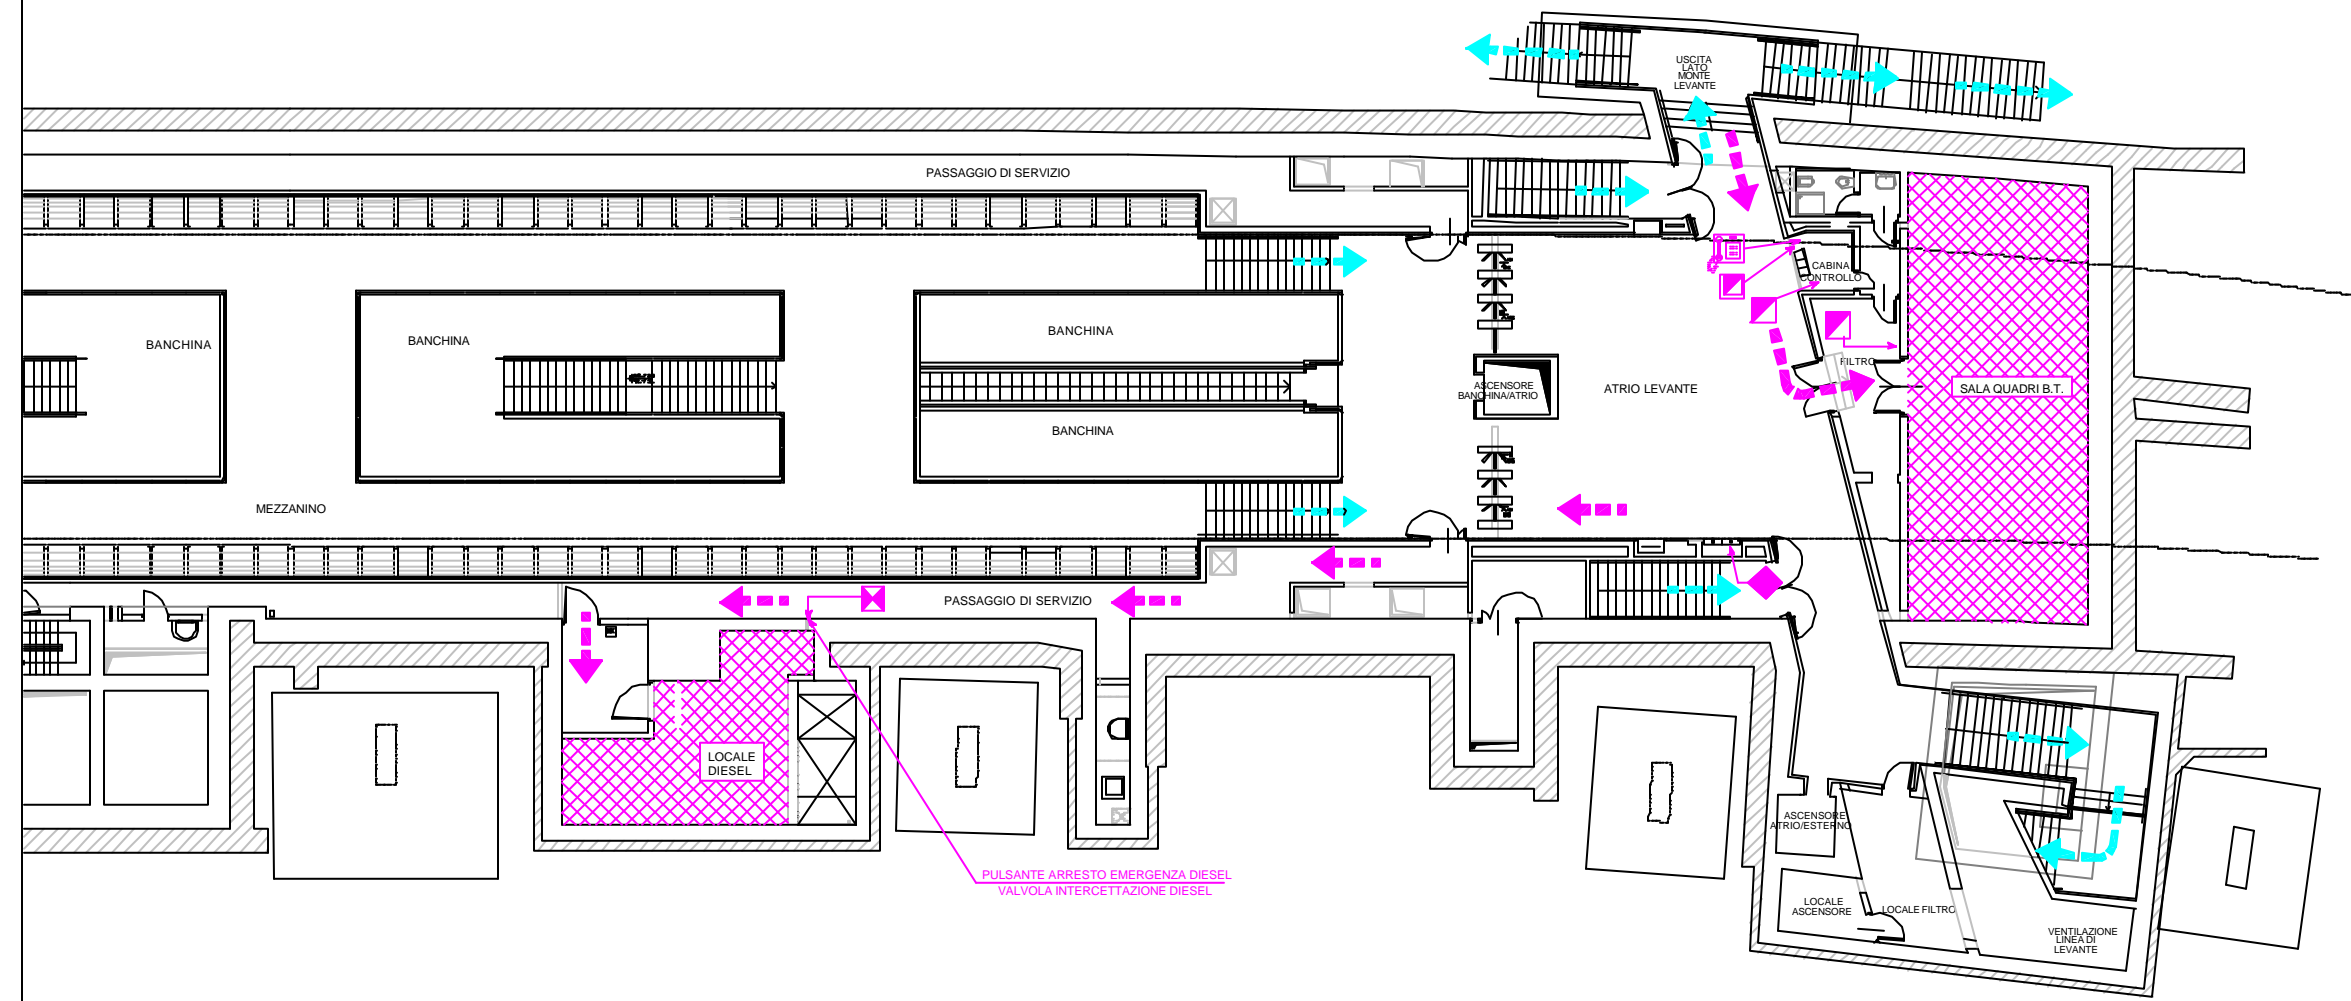 USCITA
LATO
MONTE
LEVANTE
PASSAGGIO DI SERVIZIO
CABINA
CONTROLLO
BANCHINA
BANCHINA
BANCHINA
FILTRO
ASCENSORE
BANCHINA/ATRIO
ATRIO LEVANTE
SALA QUADRI B.T.
BANCHINA
MEZZANINO
PASSAGGIO DI SERVIZIO
LOCALE
DIESEL
ASCENSORE
ATRIO/ESTERNO
PULSANTE ARRESTO EMERGENZA DIESEL
VALVOLA INTERCETTAZIONE DIESEL
LOCALE
ASCENSORE
LOCALE FILTRO
VENTILAZIONE
LINEA DI
LEVANTE